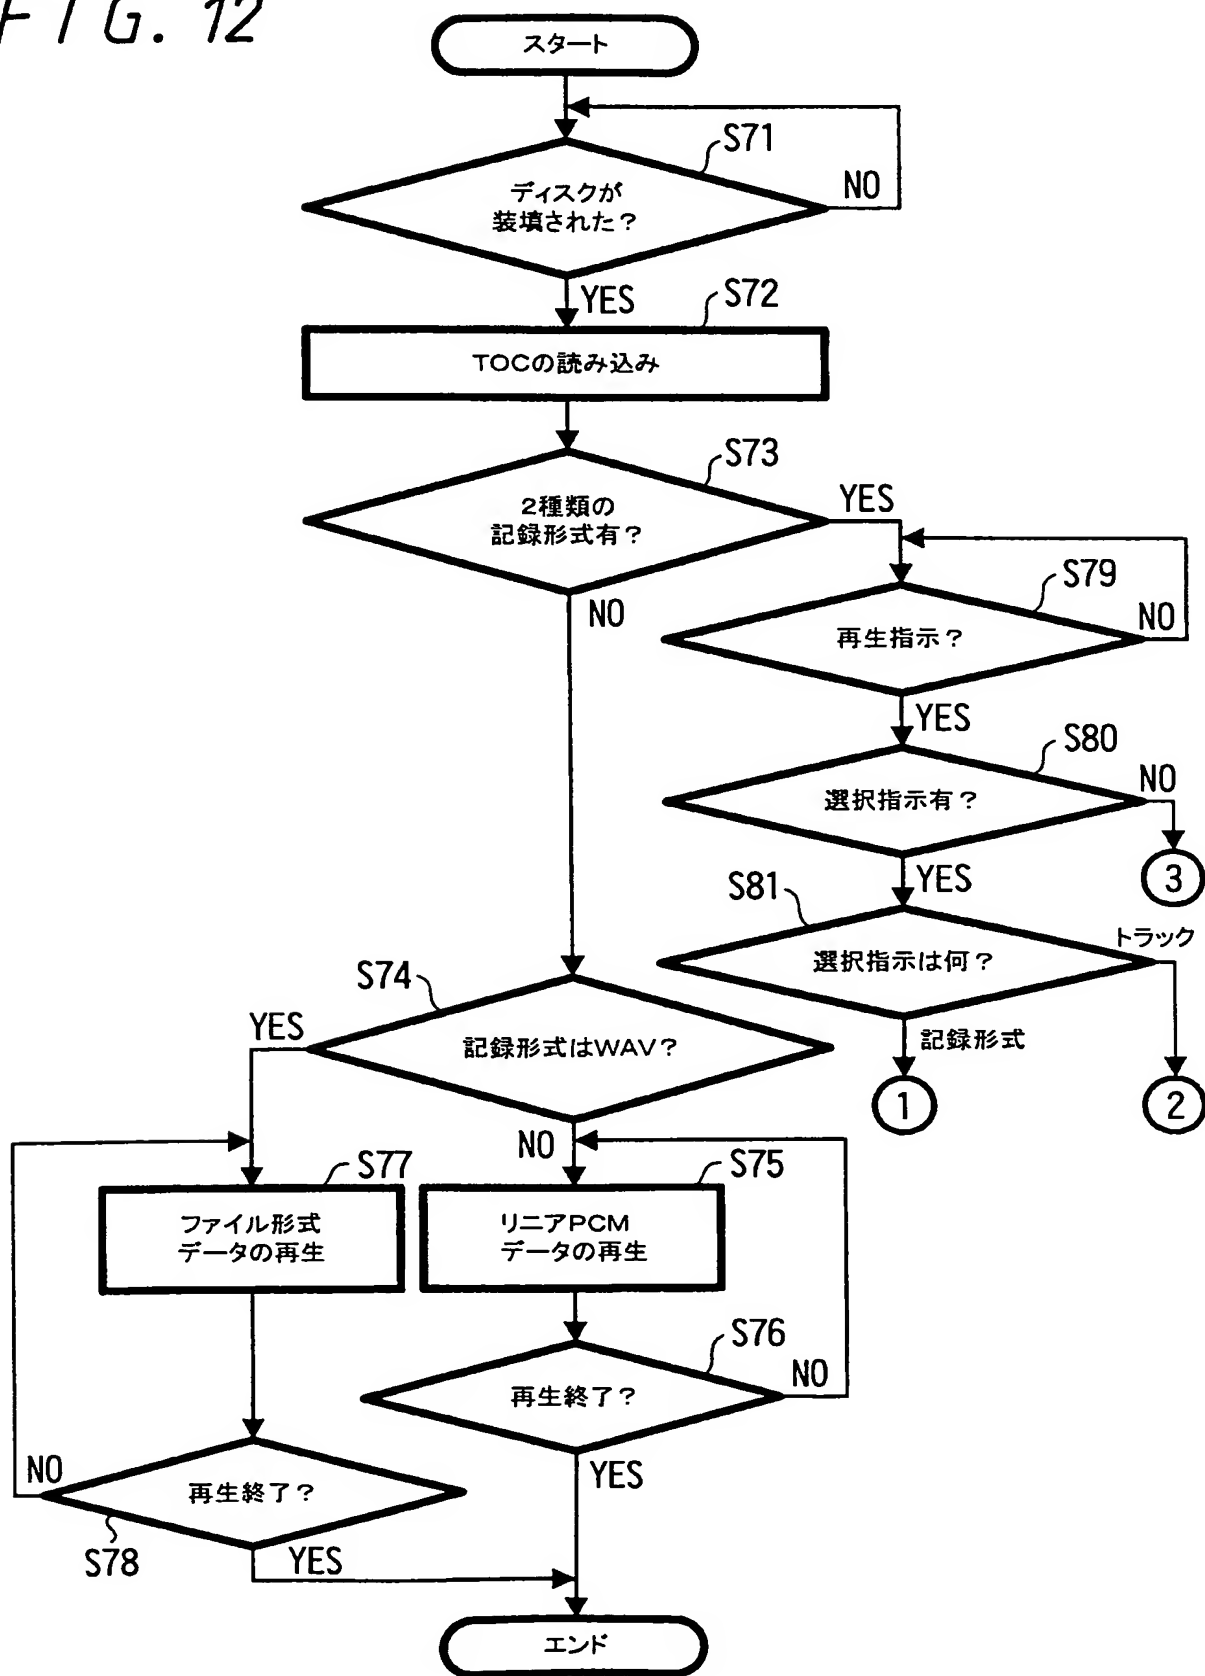 FIG. 12
スタート
S71
ディスクが
装填された？
NO
YES
S72
TOCの読み込み
S73
2種類の
記録形式有？
YES
NO
S79
再生指示？
NO
YES
S80
選択指示有？
NO
3
YES
S81
選択指示は何？
トラック
記録形式
1
2
S74
記録形式はWAV？
YES
NO
S77
ファイル形式
データの再生
S75
リニアPCM
データの再生
S76
再生終了？
NO
YES
再生終了？
NO
S78
YES
エンド